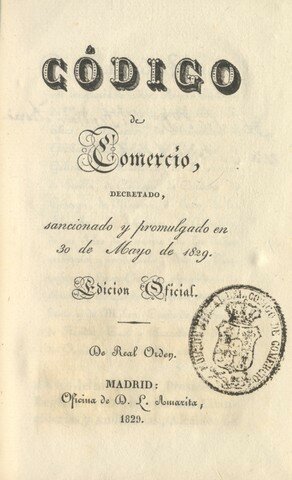 CÓDIGO
de
Comercio,
DECRETADO,
sancionado y promulgado en
30 de Mayo de 1829.
Edicion Oficial.
De Real Orden.
MADRID:
Oficina de D. L. Amarita,
1829.